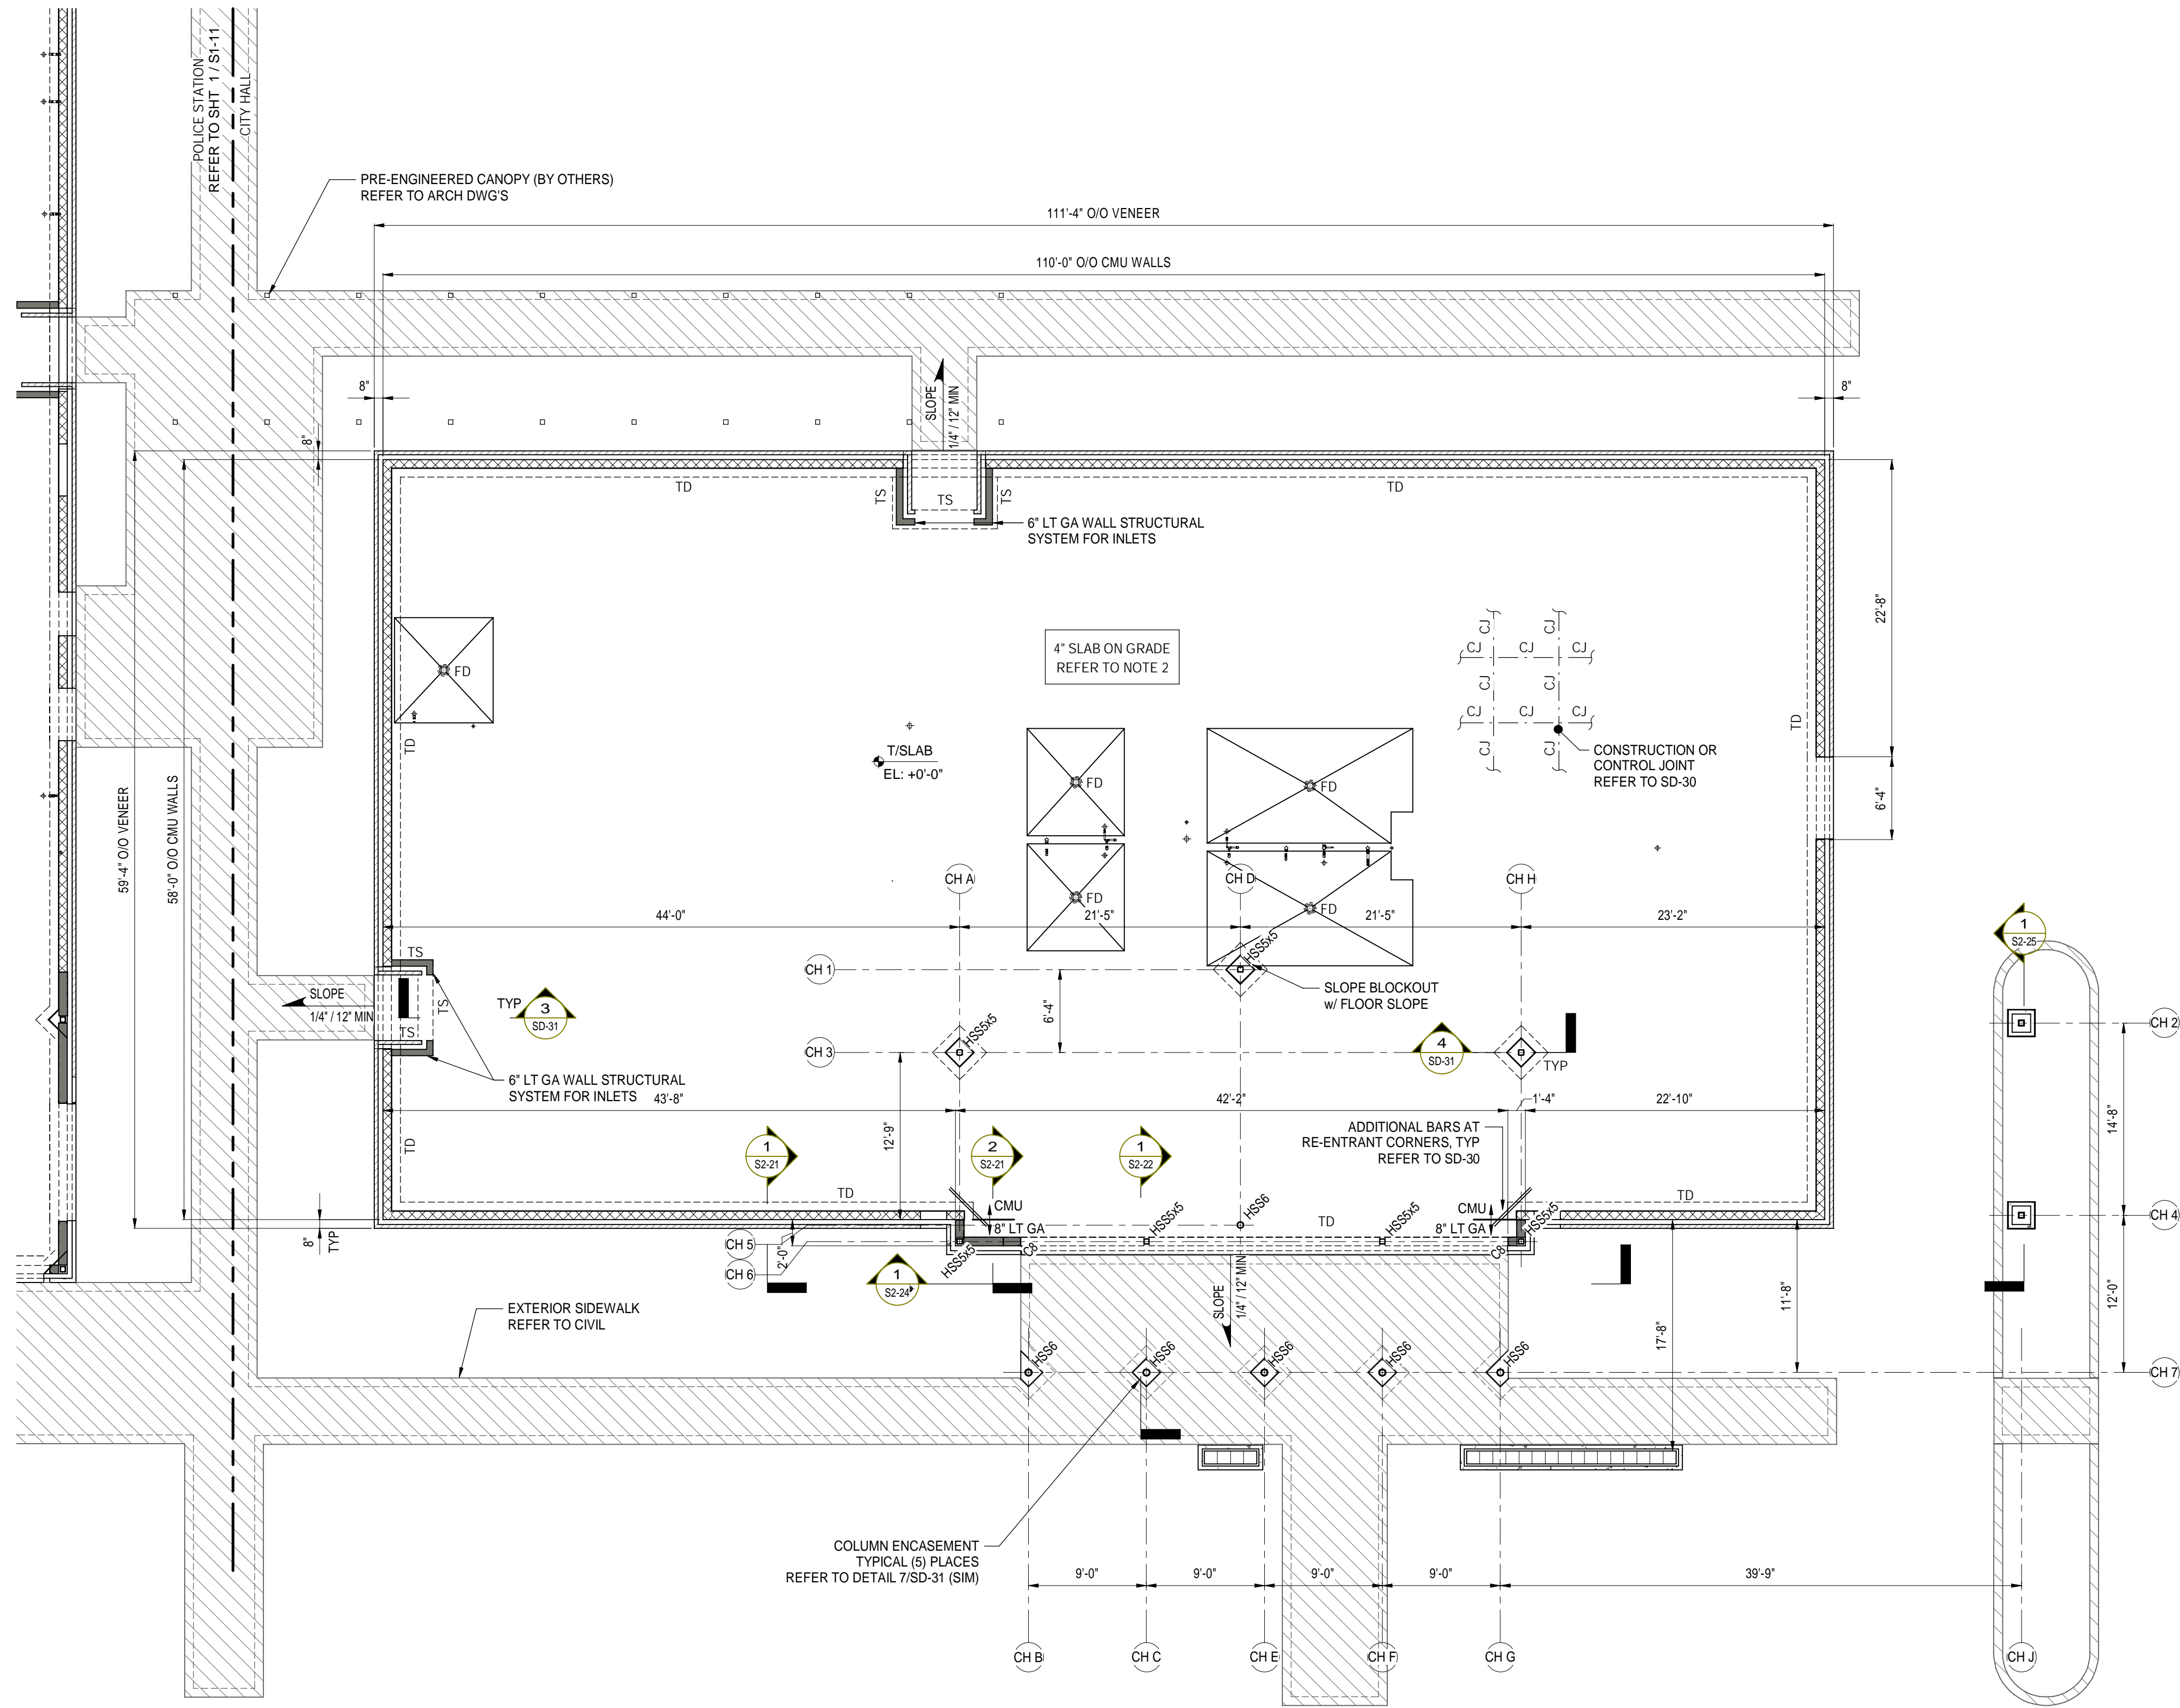 POLICE STATION
REFER TO SHT 1 / S1-11
CITY HALL
PRE-ENGINEERED CANOPY (BY OTHERS)
REFER TO ARCH DWG'S
111'-4" O/O VENEER
110'-0" O/O CMU WALLS
8"
8"
8"
SLOPE
1/4" / 12" MIN
TD
TS
TS
TS
TD
6" LT GA WALL STRUCTURAL
SYSTEM FOR INLETS
22'-8"
6'-4"
59'-4" O/O VENEER
58'-0" O/O CMU WALLS
FD
TD
4" SLAB ON GRADE
REFER TO NOTE 2
CJ
CJ
CJ
CJ
CJ
CJ
CJ
CJ
CJ
CJ
CJ
CJ
TD
CONSTRUCTION OR
CONTROL JOINT
REFER TO SD-30
T/SLAB
EL: +0'-0"
FD
FD
FD
FD
CH A
CH D
CH H
44'-0"
21'-5"
21'-5"
23'-2"
1
S2-25
CH 1
HSS5x5
SLOPE BLOCKOUT
w/ FLOOR SLOPE
TS
TS
TS
SLOPE
1/4" / 12" MIN
TYP
3
SD-31
6'-4"
CH 3
HSS5x5
4
SD-31
TYP
CH 2
6" LT GA WALL STRUCTURAL
SYSTEM FOR INLETS
43'-8"
42'-2"
1'-4"
22'-10"
14'-8"
TD
12'-9"
1
S2-21
2
S2-21
1
S2-22
ADDITIONAL BARS AT
RE-ENTRANT CORNERS, TYP
REFER TO SD-30
TD
CMU
8" LT GA
HSS5x5
HSS6
TD
HSS5x5
CMU
8" LT GA
HSS5x5
TD
CH 4
8"
TYP
CH 5
CH 6
2'-0"
HSS5x5
C8
C8
1
S2-24
SLOPE
1/4" / 12" MIN
EXTERIOR SIDEWALK
REFER TO CIVIL
11'-8"
17'-8"
12'-0"
HSS6
HSS6
HSS6
HSS6
HSS6
CH 7
COLUMN ENCASEMENT
TYPICAL (5) PLACES
REFER TO DETAIL 7/SD-31 (SIM)
9'-0"
9'-0"
9'-0"
9'-0"
39'-9"
CH B
CH C
CH E
CH F
CH G
CH J